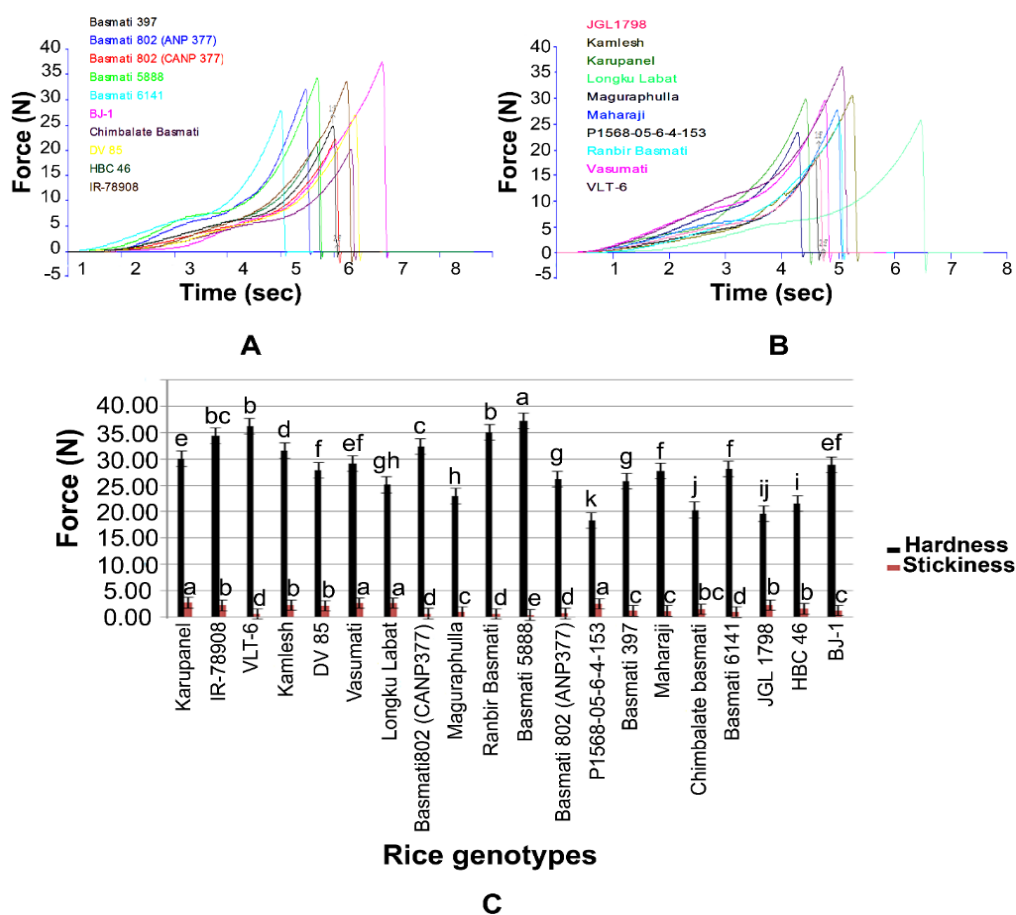 Basmati 397
Basmati 802 (ANP 377)
Basmati 802 (CANP 377)
Basmati 5888
Basmati 6141
BJ-1
Chimbalate Basmati
DV 85
HBC 46
IR-78908
Force (N)
40
35
30
25
20
15
10
5
0
-5
1 2 3 4 5 6 7 8
Time (sec)
A
JGL1798
Kamlesh
Karupanel
Longku Labat
Maguraphulla
Maharaji
P1568-05-6-4-153
Ranbir Basmati
Vasumati
VLT-6
Force (N)
40
35
30
25
20
15
10
5
0
-5
1 2 3 4 5 6 7 8
Time (sec)
B
Force (N)
40.00
35.00
30.00
25.00
20.00
15.00
10.00
5.00
0.00
e bc b d f ef gh c h b a g k g f j f ij i ef
a b d b b a a d c d e d a c c bc d b b c
Karupanel
IR-78908
VLT-6
Kamlesh
DV 85
Vasumati
Longku Labat
Basmati802 (CANP377)
Maguraphulla
Ranbir Basmati
Basmati 5888
Basmati 802 (ANP377)
P1568-05-6-4-153
Basmati 397
Maharaji
Chimbalate basmati
Basmati 6141
JGL 1798
HBC 46
BJ-1
Hardness
Stickiness
Rice genotypes
C